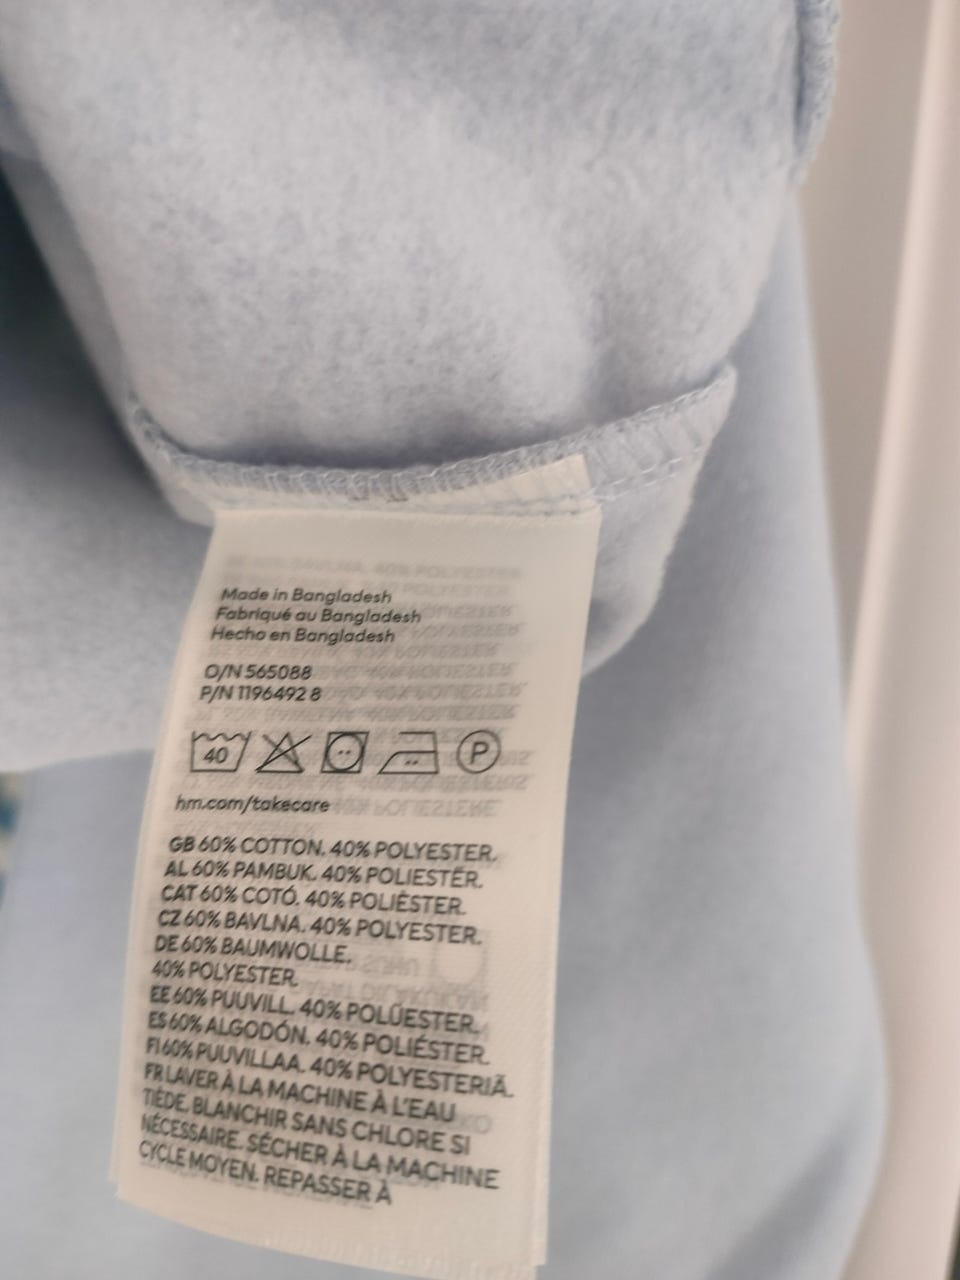 Made in Bangladesh
Fabriqué au Bangladesh
Hecho en Bangladesh
O/N 565088
P/N 1196492 8
40 P
hm.com/takecare
GB 60% COTTON. 40% POLYESTER.
AL 60% PAMBUK. 40% POLIESTËR.
CAT 60% COTÓ. 40% POLIÈSTER.
CZ 60% BAVLNA. 40% POLYESTER.
DE 60% BAUMWOLLE.
40% POLYESTER.
EE 60% PUUVILL. 40% POLÜESTER.
ES 60% ALGODÓN. 40% POLIÉSTER.
FI 60% PUUVILLAA. 40% POLYESTERIÄ.
FR LAVER À LA MACHINE À L'EAU
TIÈDE. BLANCHIR SANS CHLORE SI
NÉCESSAIRE. SÉCHER À LA MACHINE
CYCLE MOYEN. REPASSER À